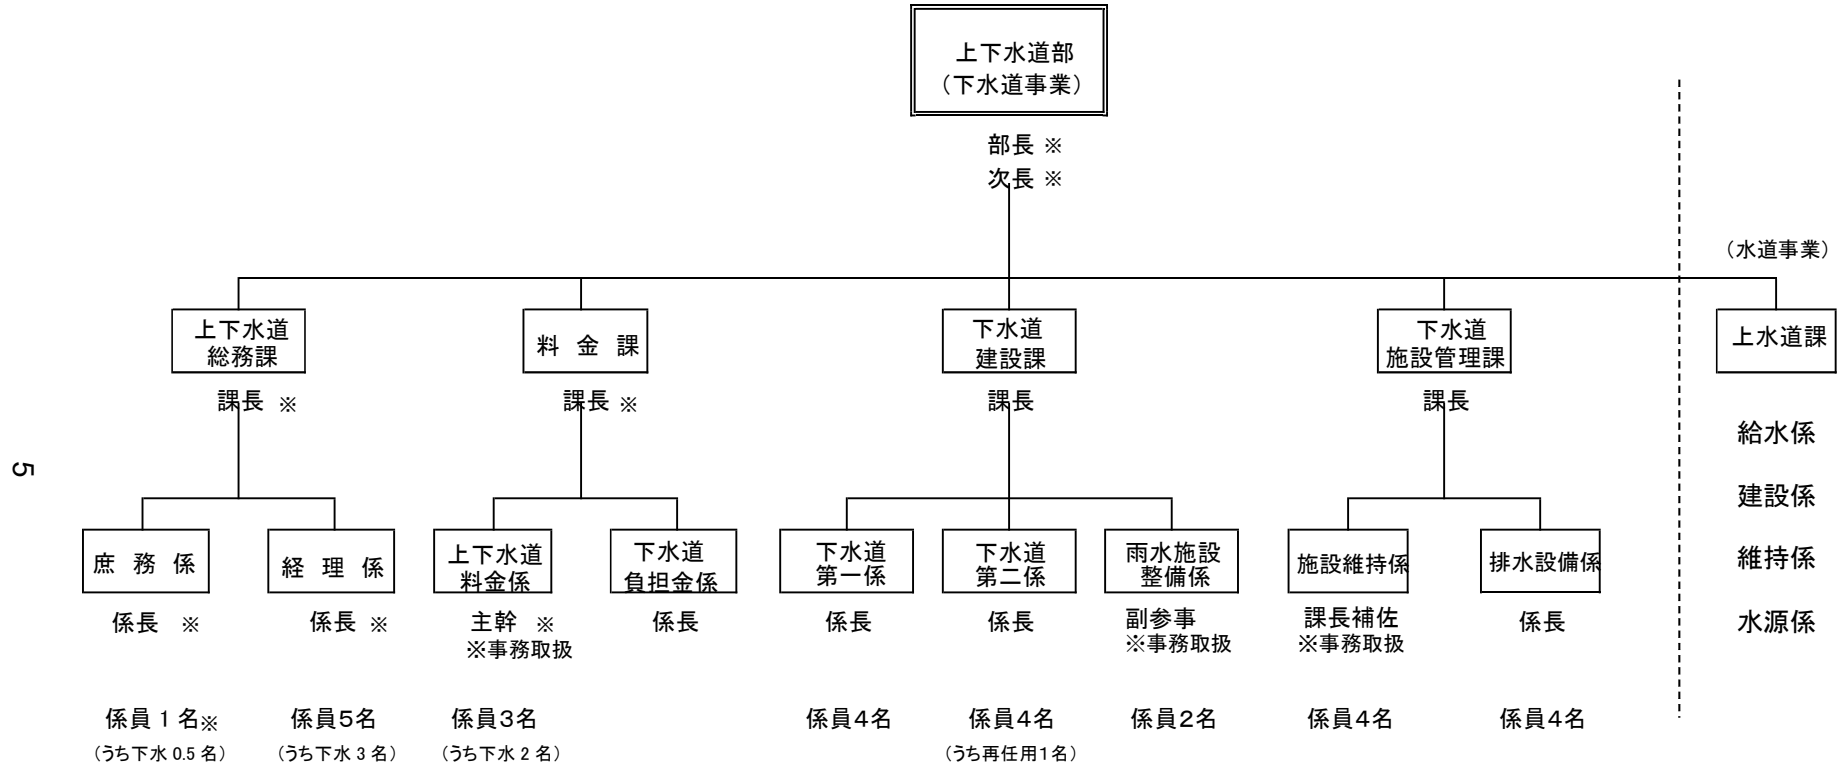 上下水道部
（下水道事業）
部長 ※
次長 ※
（水道事業）
上下水道
総務課
課長 ※
料 金 課
課長 ※
下水道
建設課
課長
下水道
施設管理課
課長
上水道課
給水係
建設係
維持係
水源係
庶 務 係
係長 ※
係員 1 名※
（うち下水 0.5 名）
経 理 係
係長 ※
係員5名
（うち下水 3 名）
上下水道
料金係
主幹 ※
※事務取扱
係員3名
（うち下水 2 名）
下水道
負担金係
係長
下水道
第一係
係長
係員4名
下水道
第二係
係長
係員4名
（うち再任用1名）
雨水施設
整備係
副参事
※事務取扱
係員2名
施設維持係
課長補佐
※事務取扱
係員4名
排水設備係
係長
係員4名
5